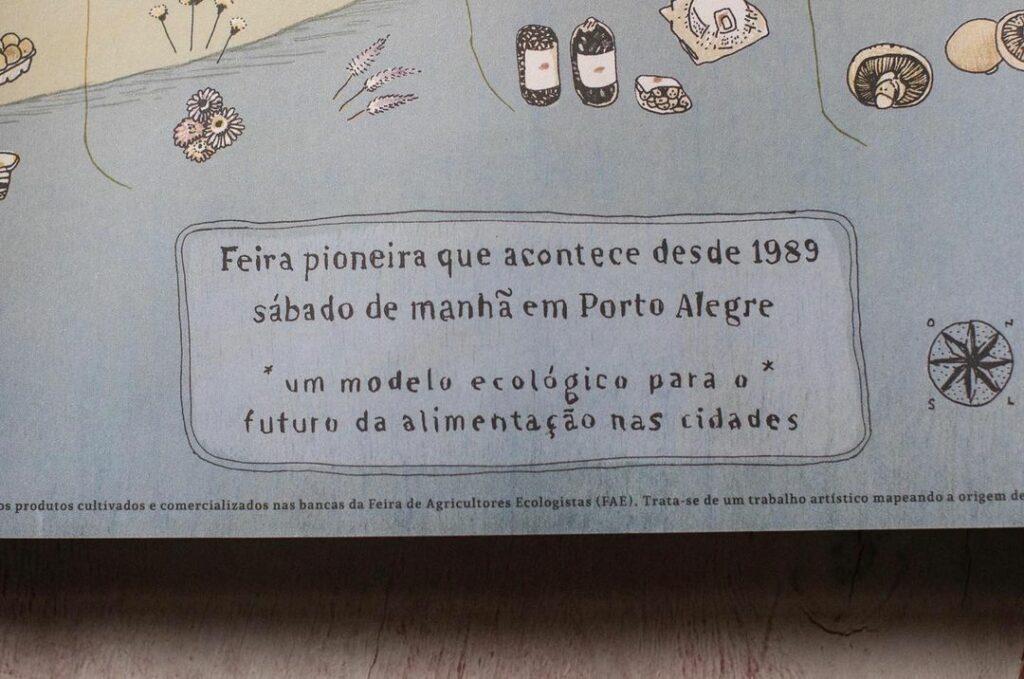 Feira pioneira que acontece desde 1989
sábado de manhã em Porto Alegre
* um modelo ecológico para o *
futuro da alimentação nas cidades
O N
S L
os produtos cultivados e comercializados nas bancas da Feira de Agricultores Ecologistas (FAE). Trata-se de um trabalho artístico mapeando a origem de